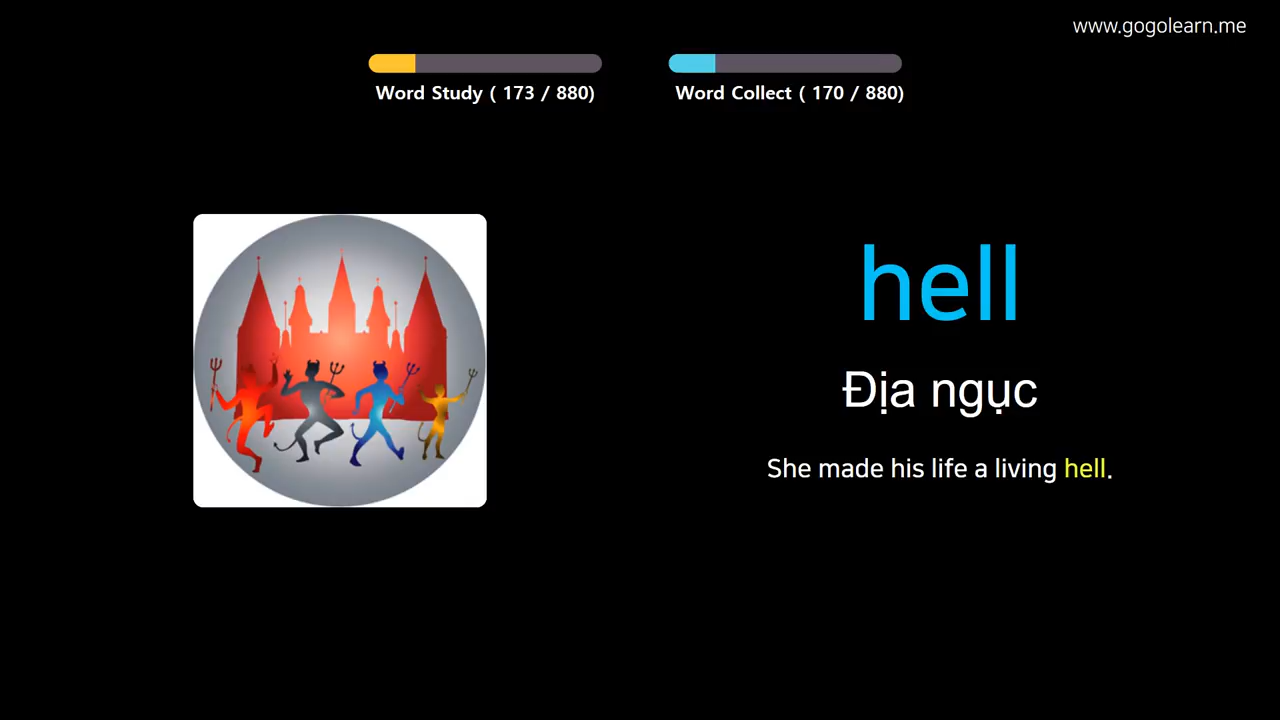 www.gogolearn.me
Word Study ( 173 / 880)
Word Collect ( 170 / 880)
hell
Địa ngục
She made his life a living hell.